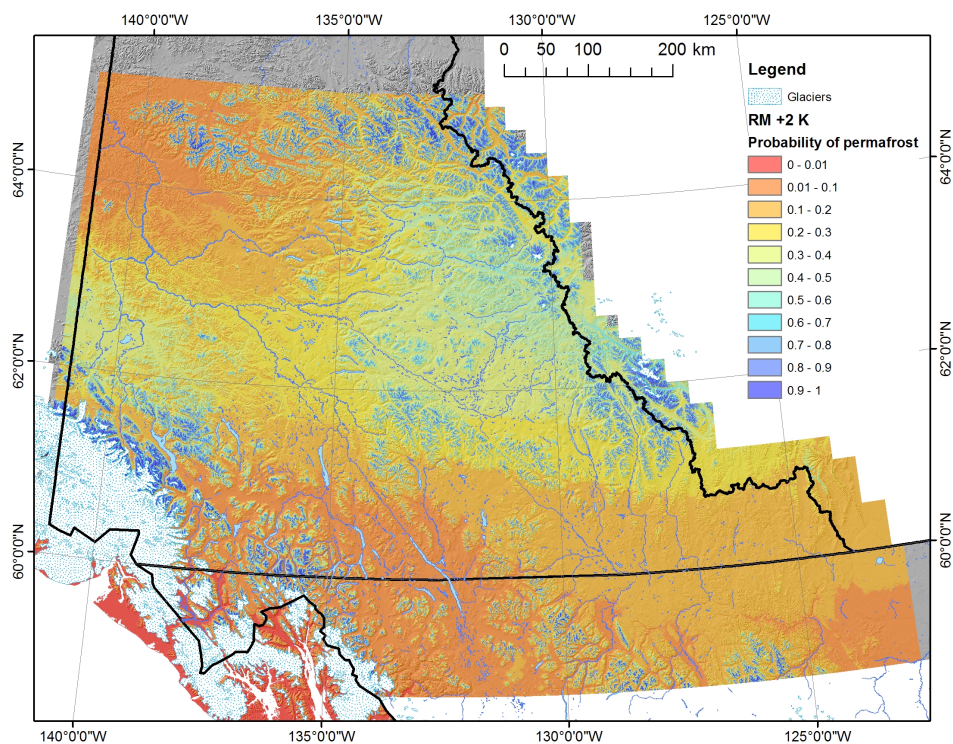 140°0'0"W 135°0'0"W 130°0'0"W 125°0'0"W
0 50 100 200 km
Legend
Glaciers
RM +2 K
Probability of permafrost
0 - 0.01
0.01 - 0.1
0.1 - 0.2
0.2 - 0.3
0.3 - 0.4
0.4 - 0.5
0.5 - 0.6
0.6 - 0.7
0.7 - 0.8
0.8 - 0.9
0.9 - 1
64°0'0"N 64°0'0"N
62°0'0"N 62°0'0"N
60°0'0"N 60°0'0"N
140°0'0"W 135°0'0"W 130°0'0"W 125°0'0"W